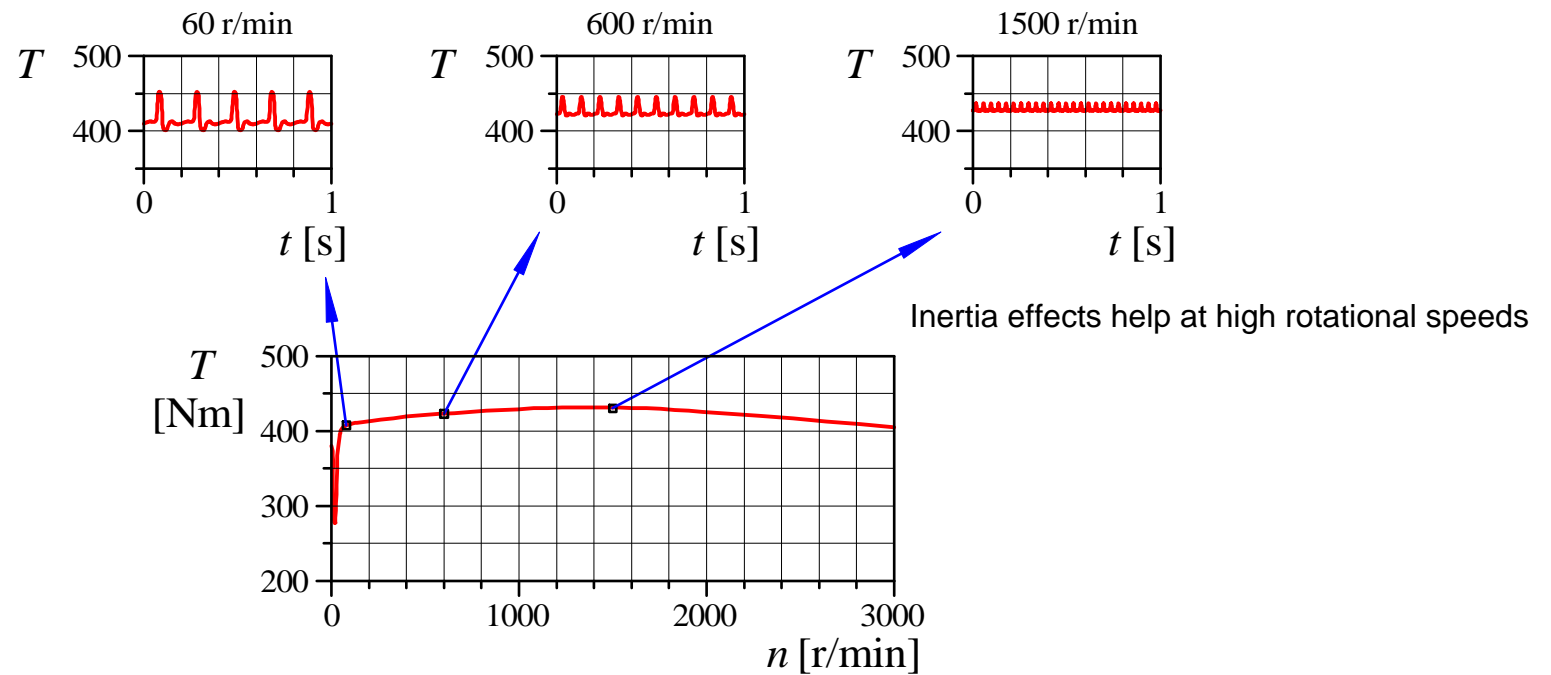 60 r/min
T 500
400
0 1
t [s]
600 r/min
T 500
400
0 1
t [s]
1500 r/min
T 500
400
0 1
t [s]
Inertia effects help at high rotational speeds
T
[Nm]
500
400
300
200
0 1000 2000 3000
n [r/min]